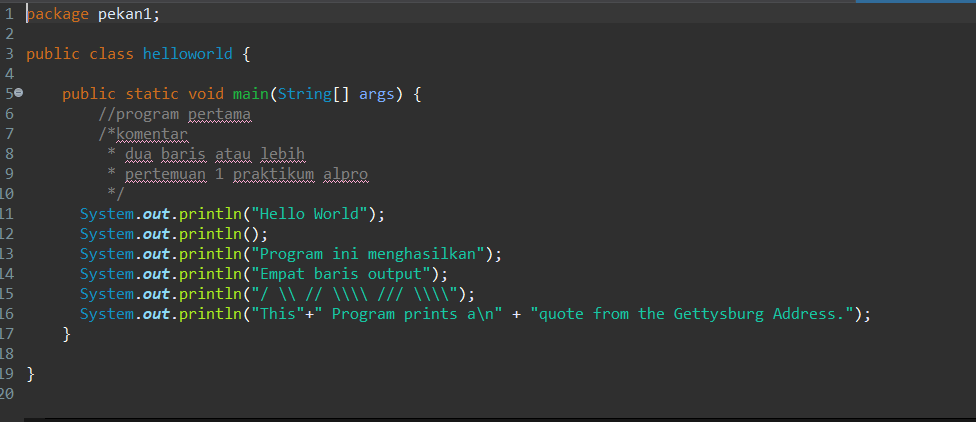 1 package pekan1;
2
3 public class helloworld {
4
5 public static void main(String[] args) {
6 //program pertama
7 /*komentar
8 * dua baris atau lebih
9 * pertemuan 1 praktikum alpro
10 */
11 System.out.println("Hello World");
12 System.out.println();
13 System.out.println("Program ini menghasilkan");
14 System.out.println("Empat baris output");
15 System.out.println("/ \\ // \\\\ /// \\\\");
16 System.out.println("This"+" Program prints a\n" + "quote from the Gettysburg Address.");
17 }
18
19 }
20